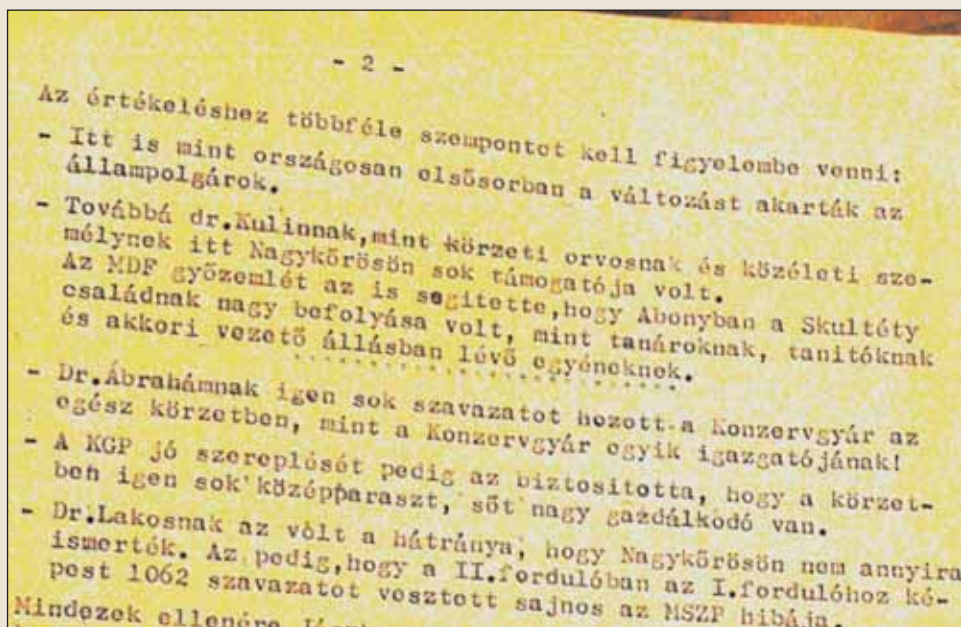 - 2 -
Az értékeléshez többféle szempontot kell figyelembe venni:
- Itt is mint országosan elsősorban a változást akarták az
állampolgárok.
- Továbbá dr.Kulinnak,mint körzeti orvosnak és közéleti sze-
mélynek itt Nagykőrösön sok támogatója volt.
Az MDF győzemlét az is segitette,hogy Abonyban a Skultéty
családnak nagy befolyása volt, mint tanároknak, tanitóknak
és akkori vezető állásban lévő egyéneknek.
- Dr.Ábrahámnak igen sok szavazatot hozott a Konzervgyár az
egész körzetben, mint a Konzervgyár egyik igazgatójának!
- A KGP jó szereplését pedig az biztositotta, hogy a körzet-
ben igen sok középparaszt, sőt nagy gazdálkodó van.
- Dr.Lakosnak az volt a hátránya, hogy Nagykőrösön nem annyira
ismerték. Az pedig,hogy a II.fordulóban az I.fordulóhoz ké-
pest 1062 szavazatot vesztett sajnos az MSZP hibája.
Mindezek ellenére